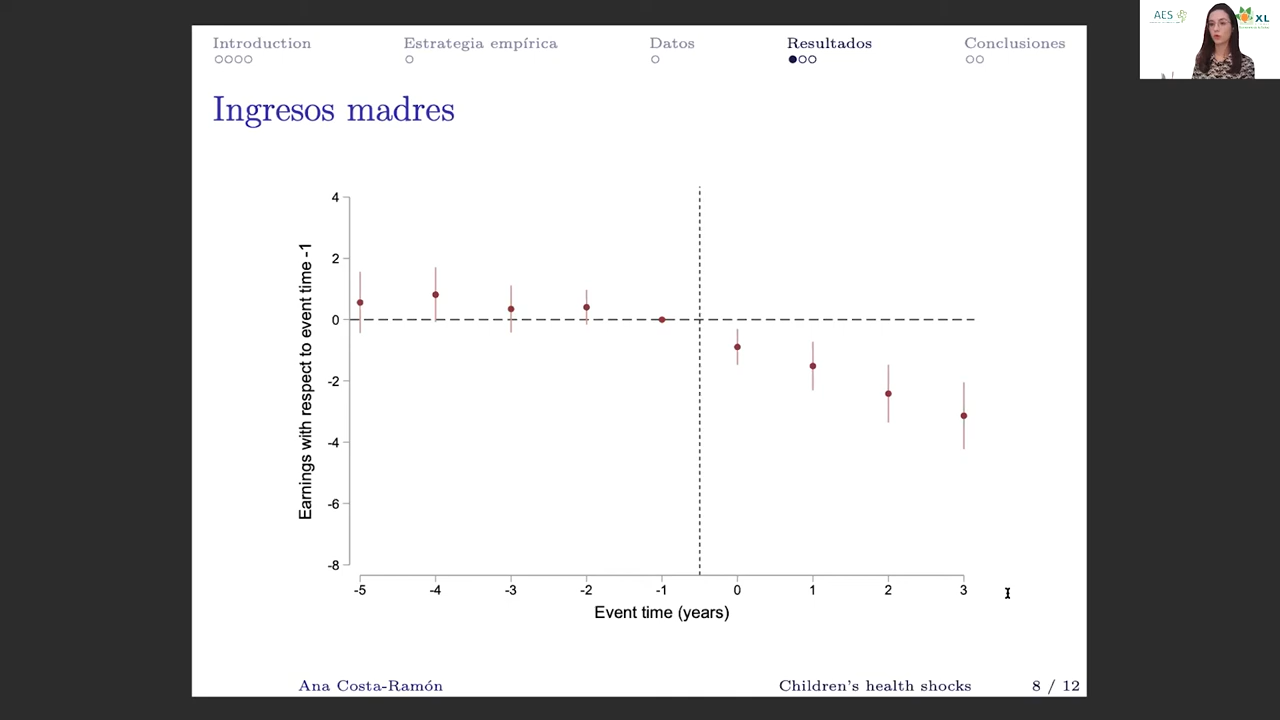 AES
XL
Introduction
Estrategia empírica
Datos
Resultados
Conclusiones
Ingresos madres
Earnings with respect to event time -1
4
2
0
-2
-4
-6
-8
-5 -4 -3 -2 -1 0 1 2 3
Event time (years)
Ana Costa-Ramón
Children's health shocks
8 / 12